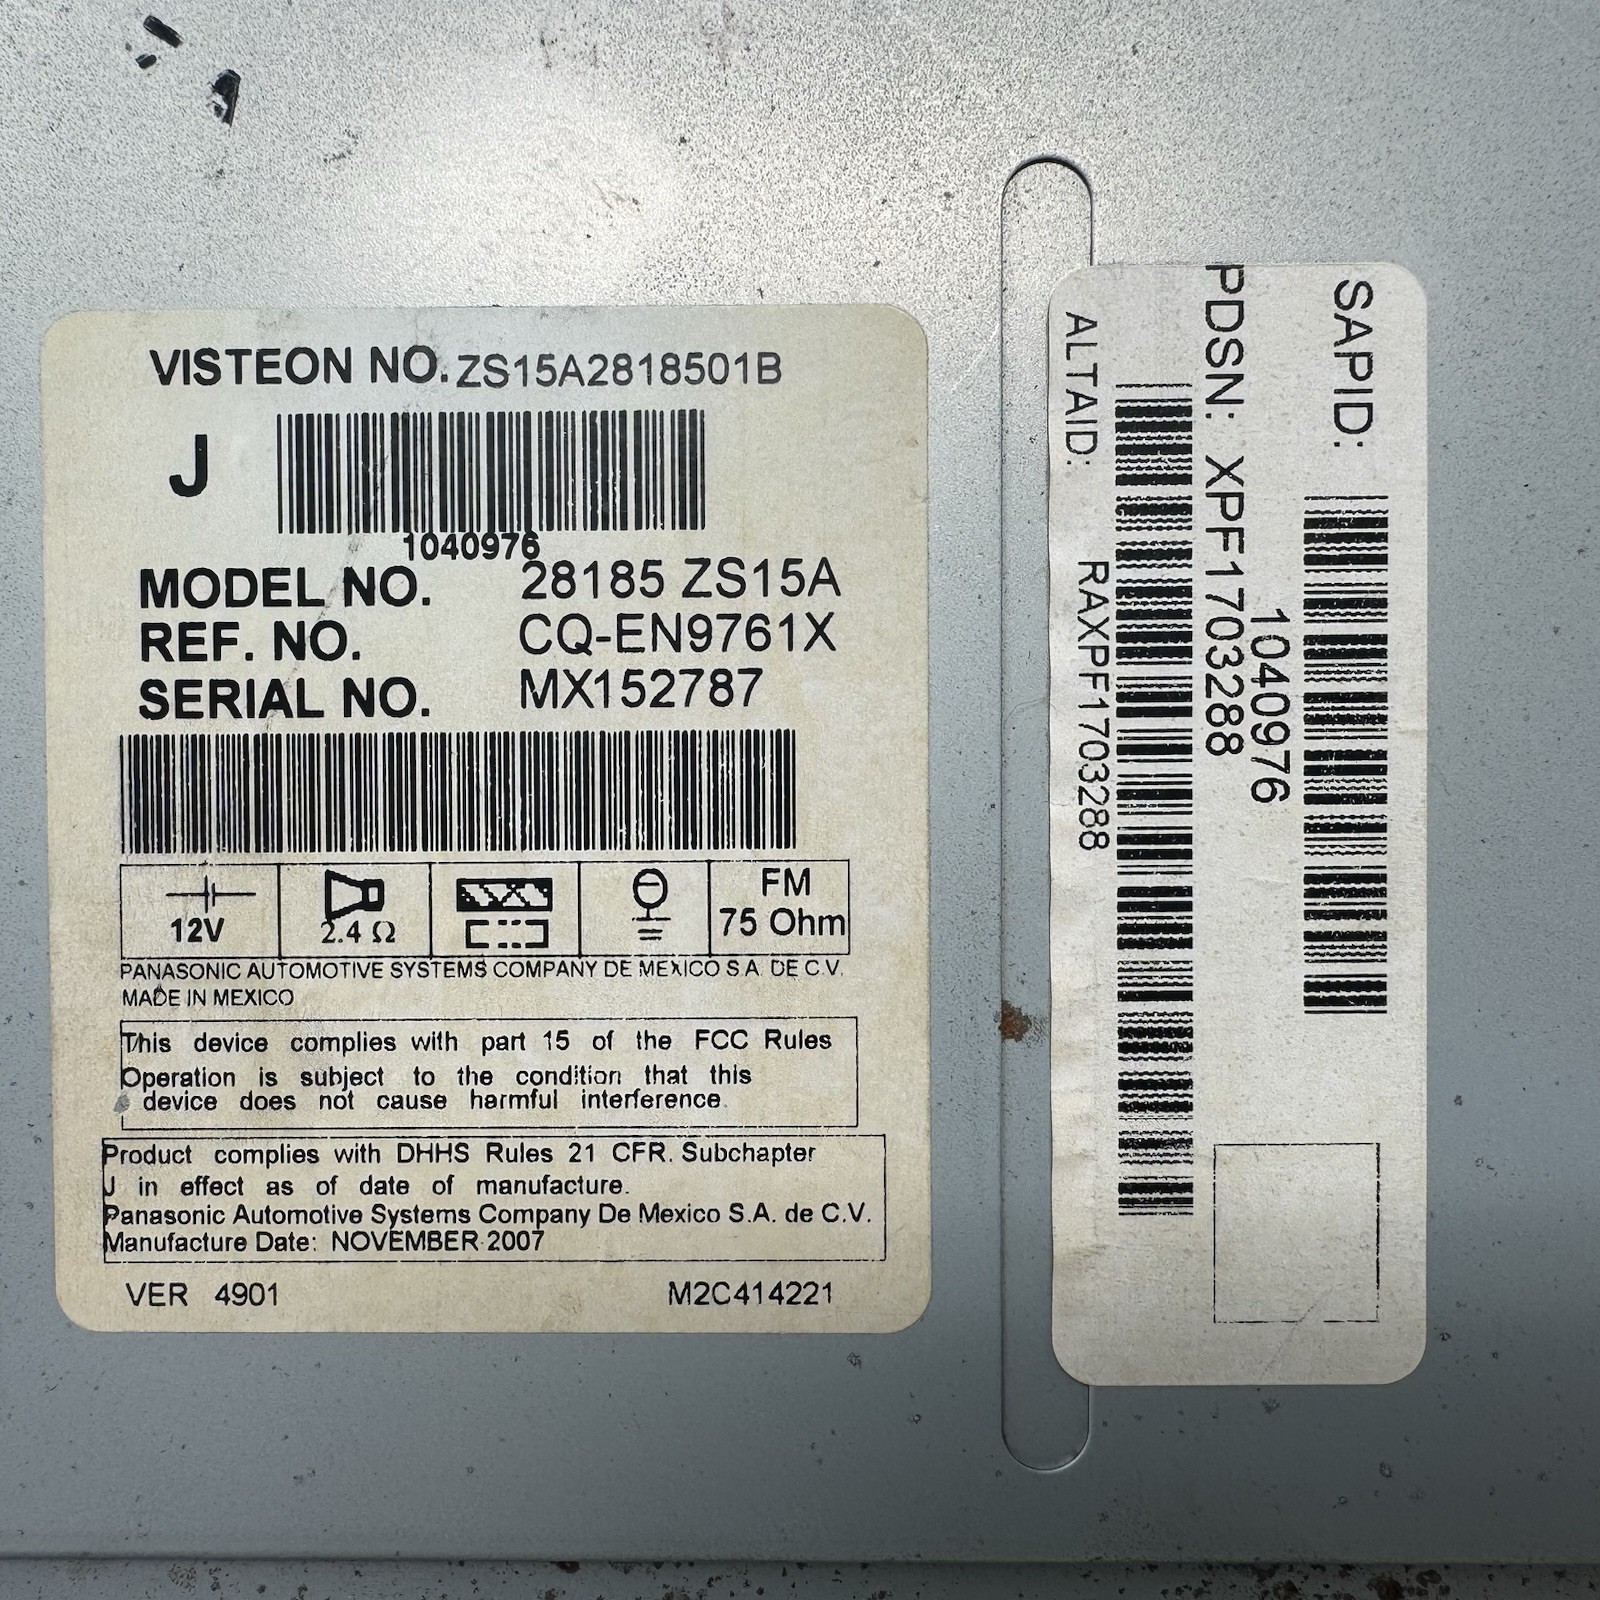 VISTEON NO. ZS15A2818501B
J
1040976
MODEL NO. 28185 ZS15A
REF. NO. CQ-EN9761X
SERIAL NO. MX152787
12V
2.4 Ω
FM
75 Ohm
PANASONIC AUTOMOTIVE SYSTEMS COMPANY DE MEXICO S.A. DE C.V.
MADE IN MEXICO
This device complies with part 15 of the FCC Rules
Operation is subject to the condition that this
device does not cause harmful interference.
Product complies with DHHS Rules 21 CFR. Subchapter
J in effect as of date of manufacture.
Panasonic Automotive Systems Company De Mexico S.A. de C.V.
Manufacture Date: NOVEMBER 2007
VER 4901 M2C414221
SAPID:
1040976
PDSN: XPF1703288
ALTAID:
RAXPF1703288